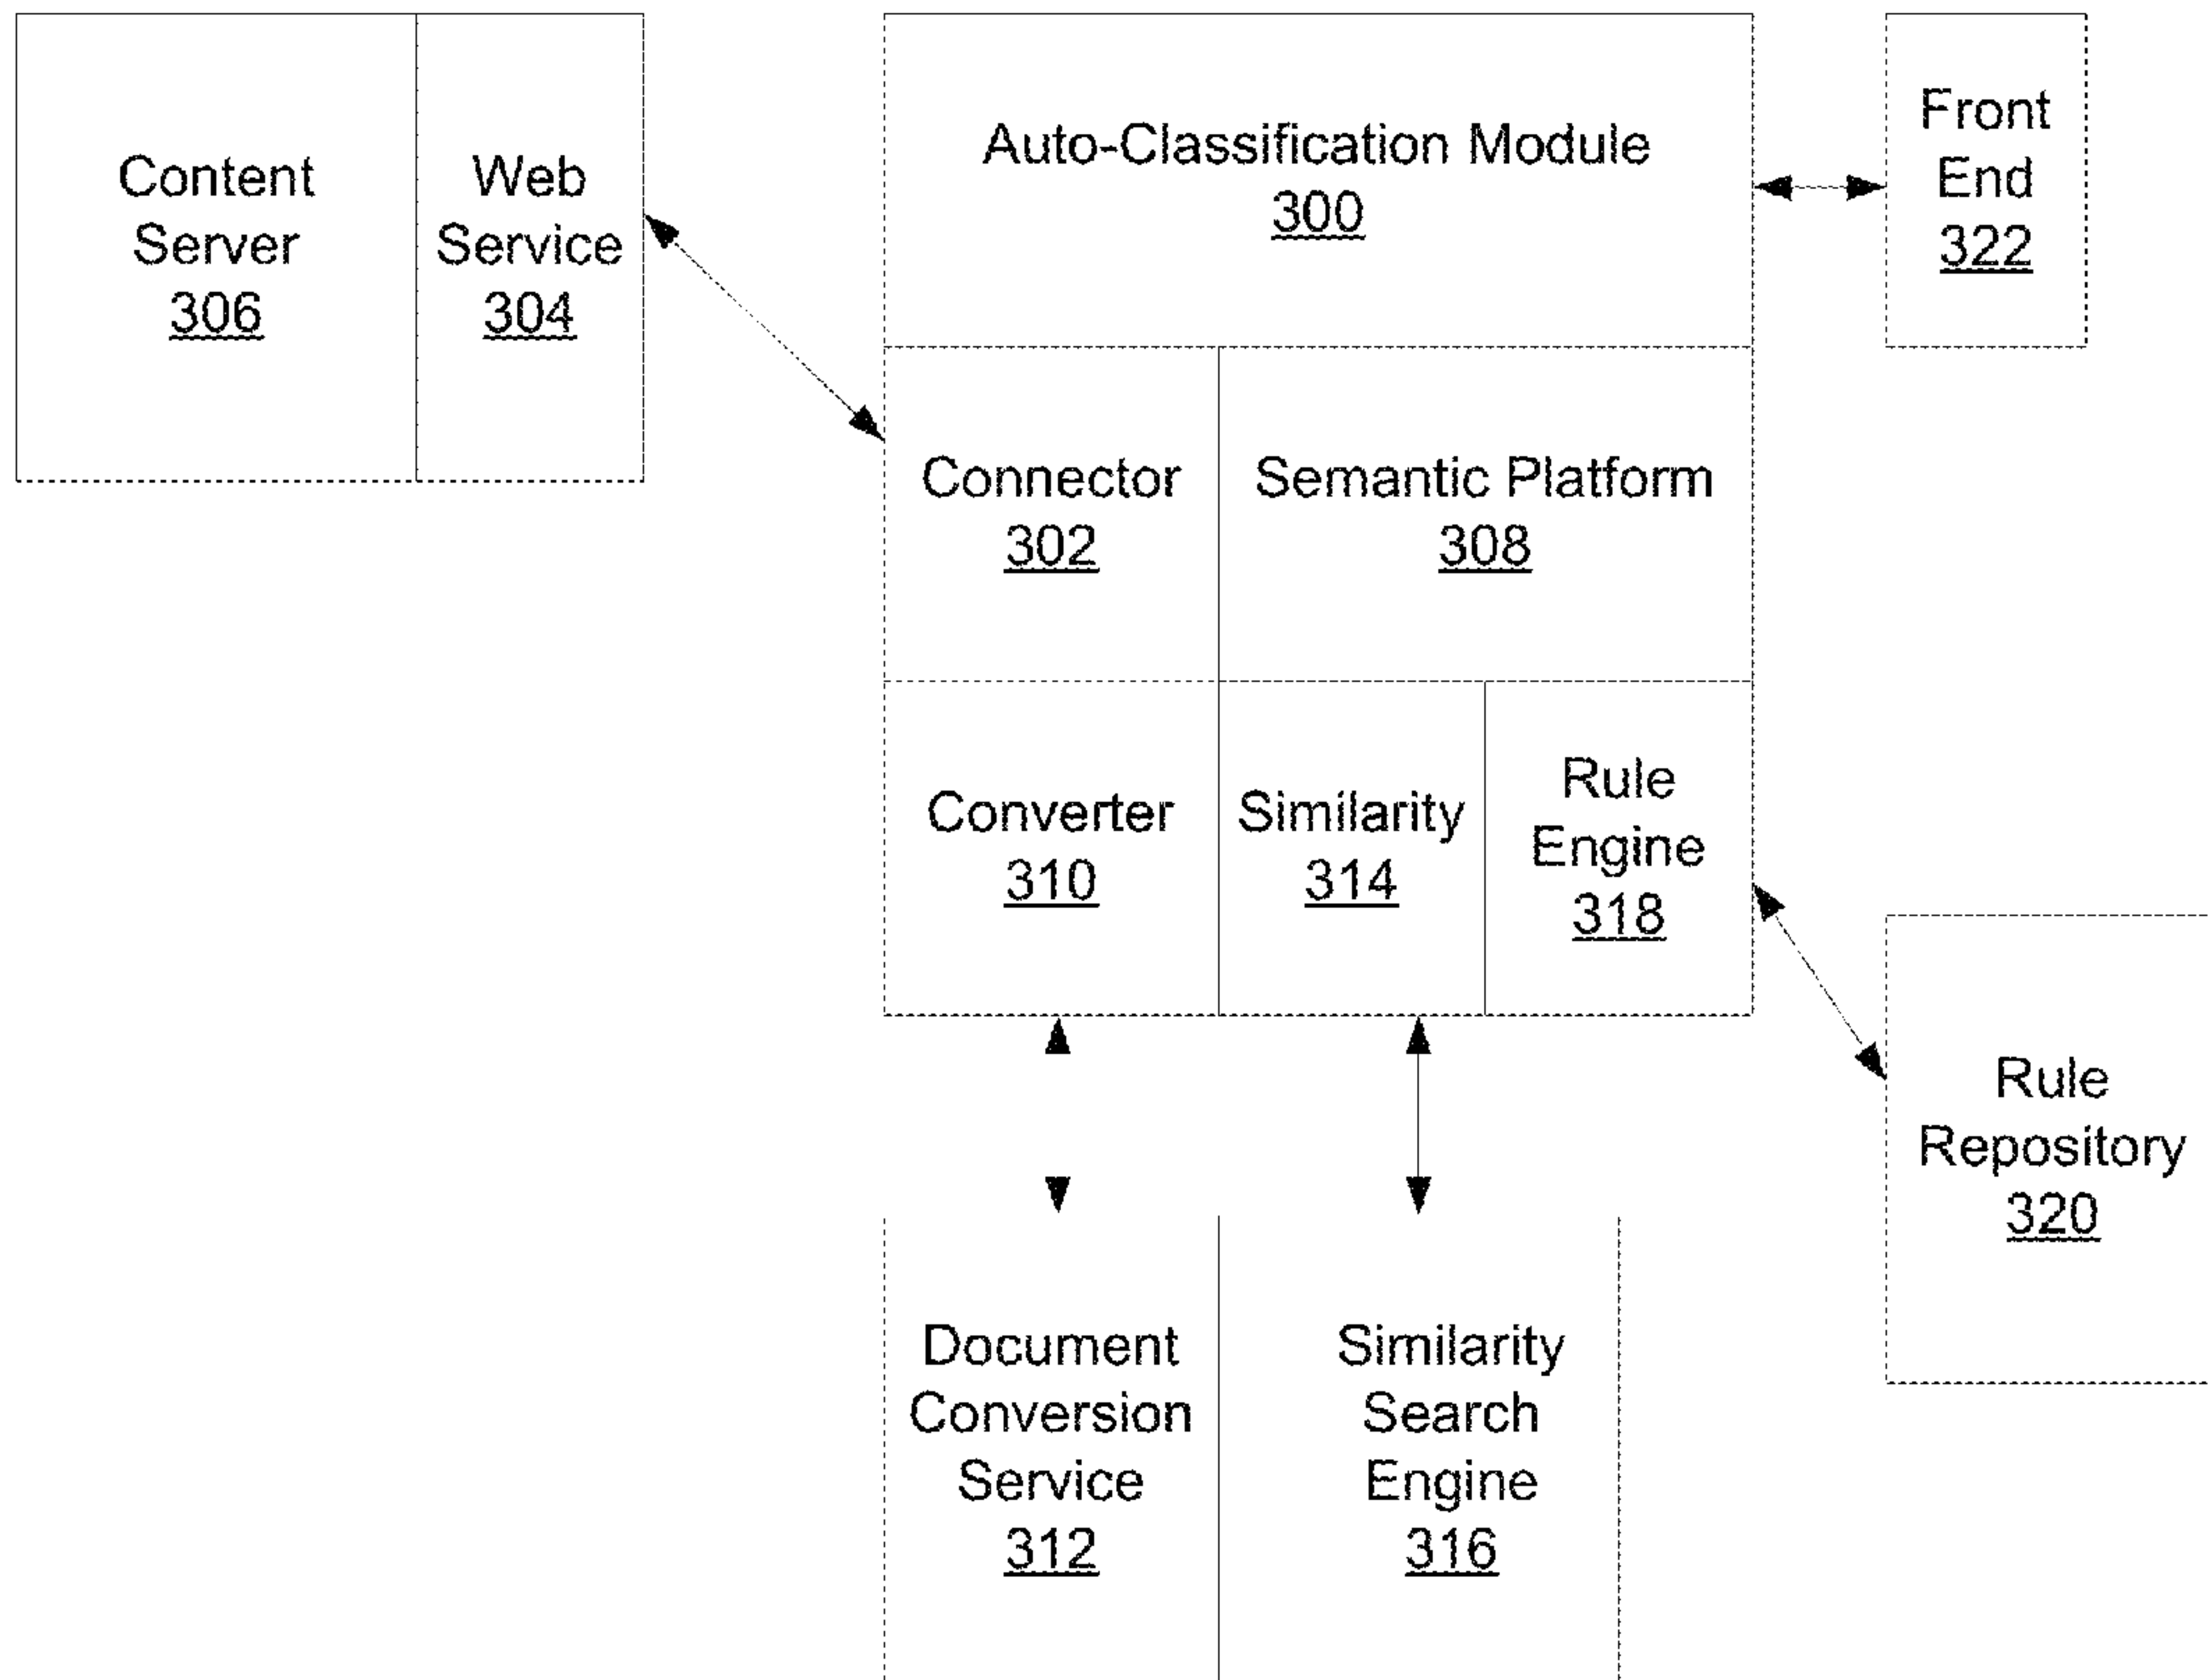 Content
Server
306
Web
Service
304
Auto-Classification Module
300
Front
End
322
Connector
302
Semantic Platform
308
Converter
310
Similarity
314
Rule
Engine
318
Rule
Repository
320
Document
Conversion
Service
312
Similarity
Search
Engine
316